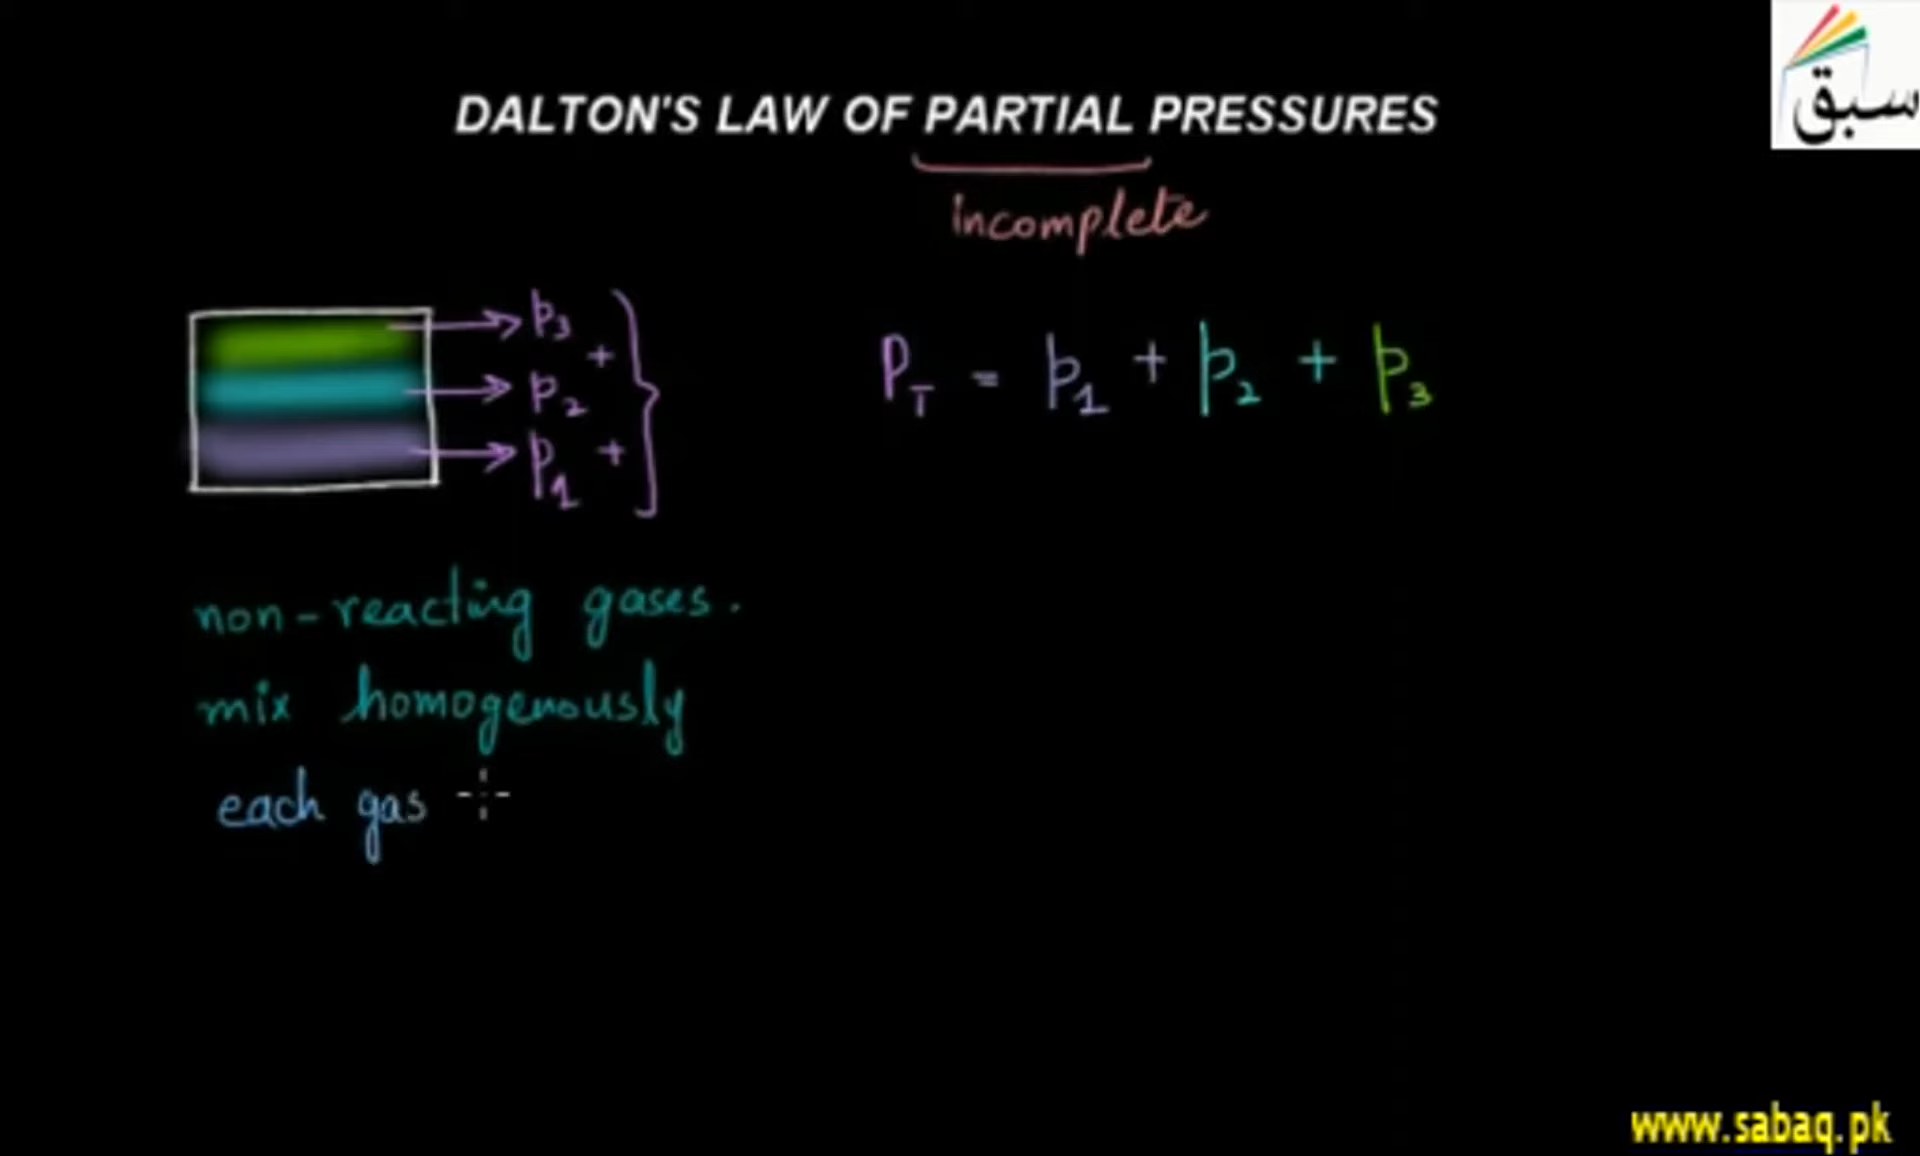 سبق
DALTON'S LAW OF PARTIAL PRESSURES
incomplete
p₃
+
p₂
p₁ +
P_T = p₁ + p₂ + p₃
non-reacting gases.
mix homogenously
each gas
www.sabaq.pk